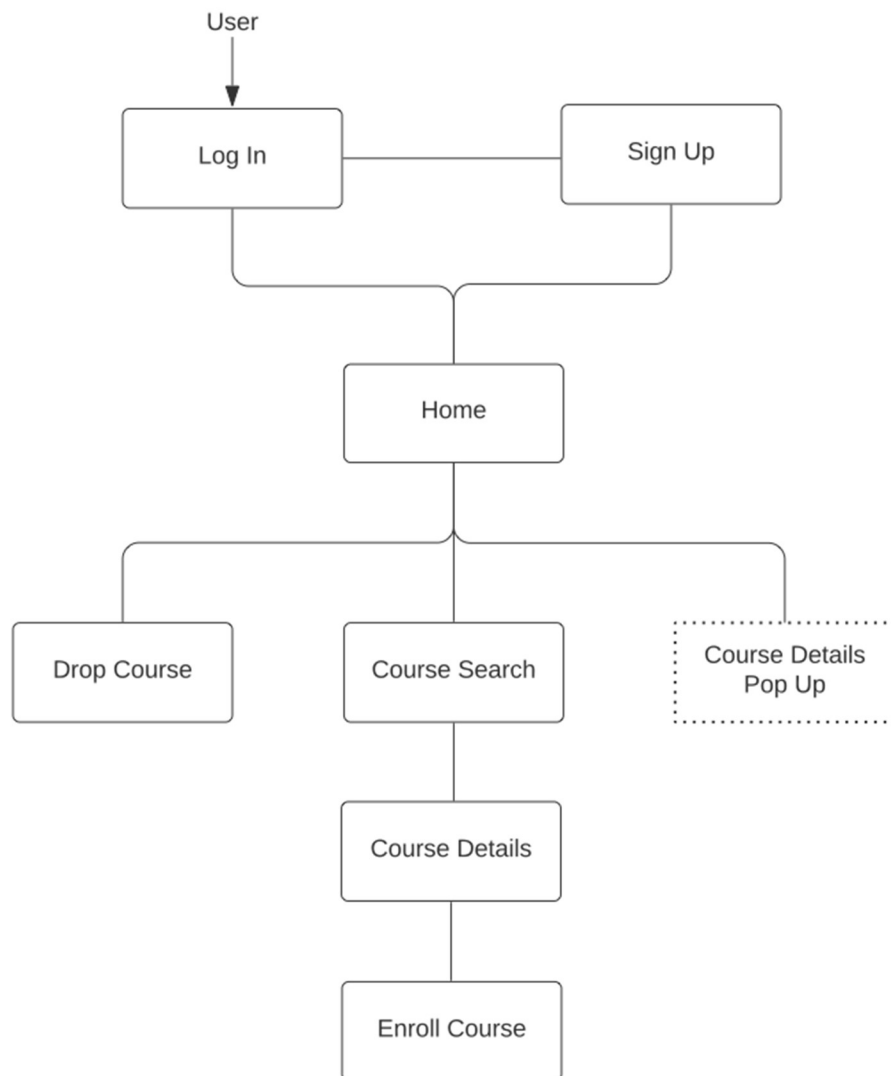 User
Log In
Sign Up
Home
Drop Course
Course Search
Course Details
Pop Up
Course Details
Enroll Course